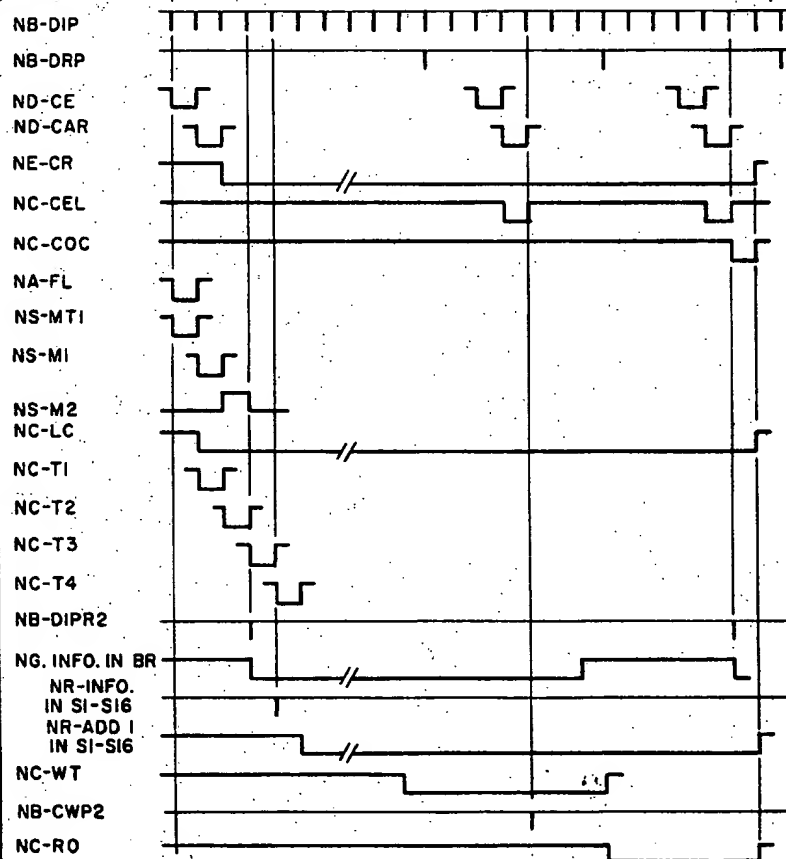 NB-DIP
NB-DRP
ND-CE
ND-CAR
NE-CR
NC-CEL
NC-COC
NA-FL
NS-MT1
NS-M1
NS-M2
NC-LC
NC-T1
NC-T2
NC-T3
NC-T4
NB-DIPR2
NG. INFO. IN BR
NR-INFO.
IN S1-S16
NR-ADD 1
IN S1-S16
NC-WT
NB-CWP2
NC-RO